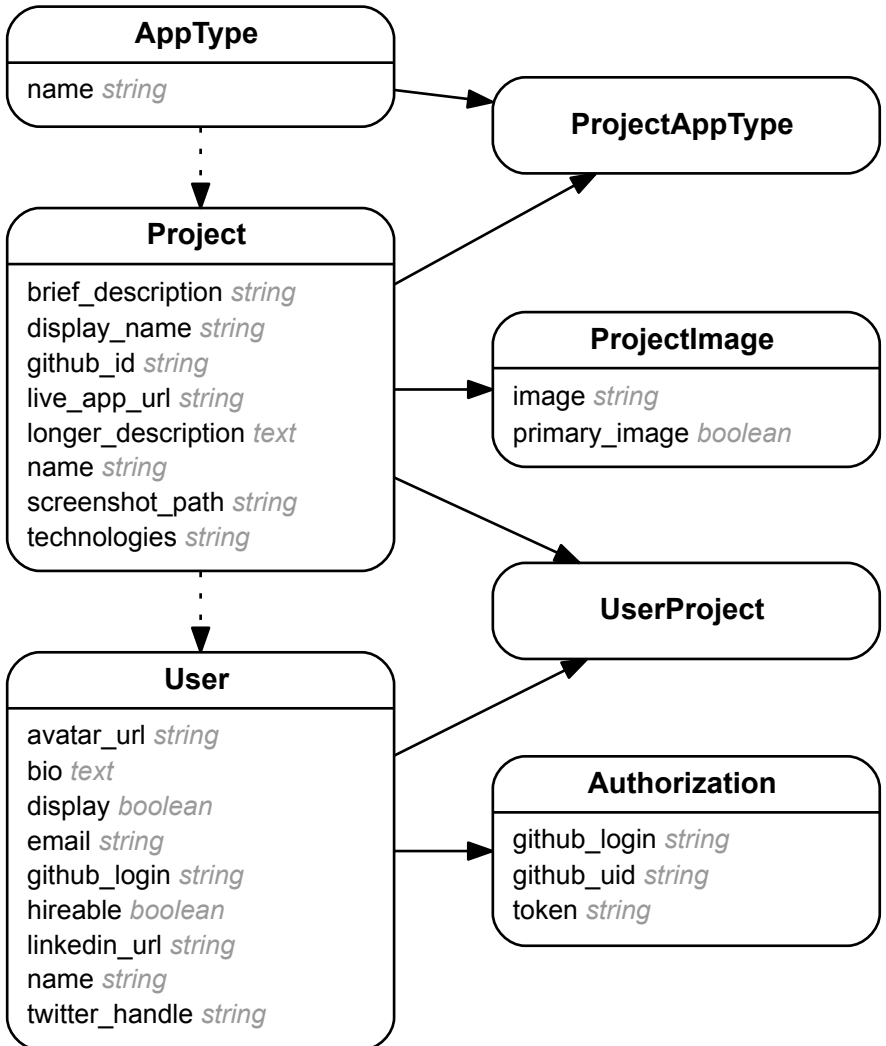 AppType
name string
ProjectAppType
Project
brief_description string
display_name string
github_id string
live_app_url string
longer_description text
name string
screenshot_path string
technologies string
ProjectImage
image string
primary_image boolean
UserProject
User
avatar_url string
bio text
display boolean
email string
github_login string
hireable boolean
linkedin_url string
name string
twitter_handle string
Authorization
github_login string
github_uid string
token string